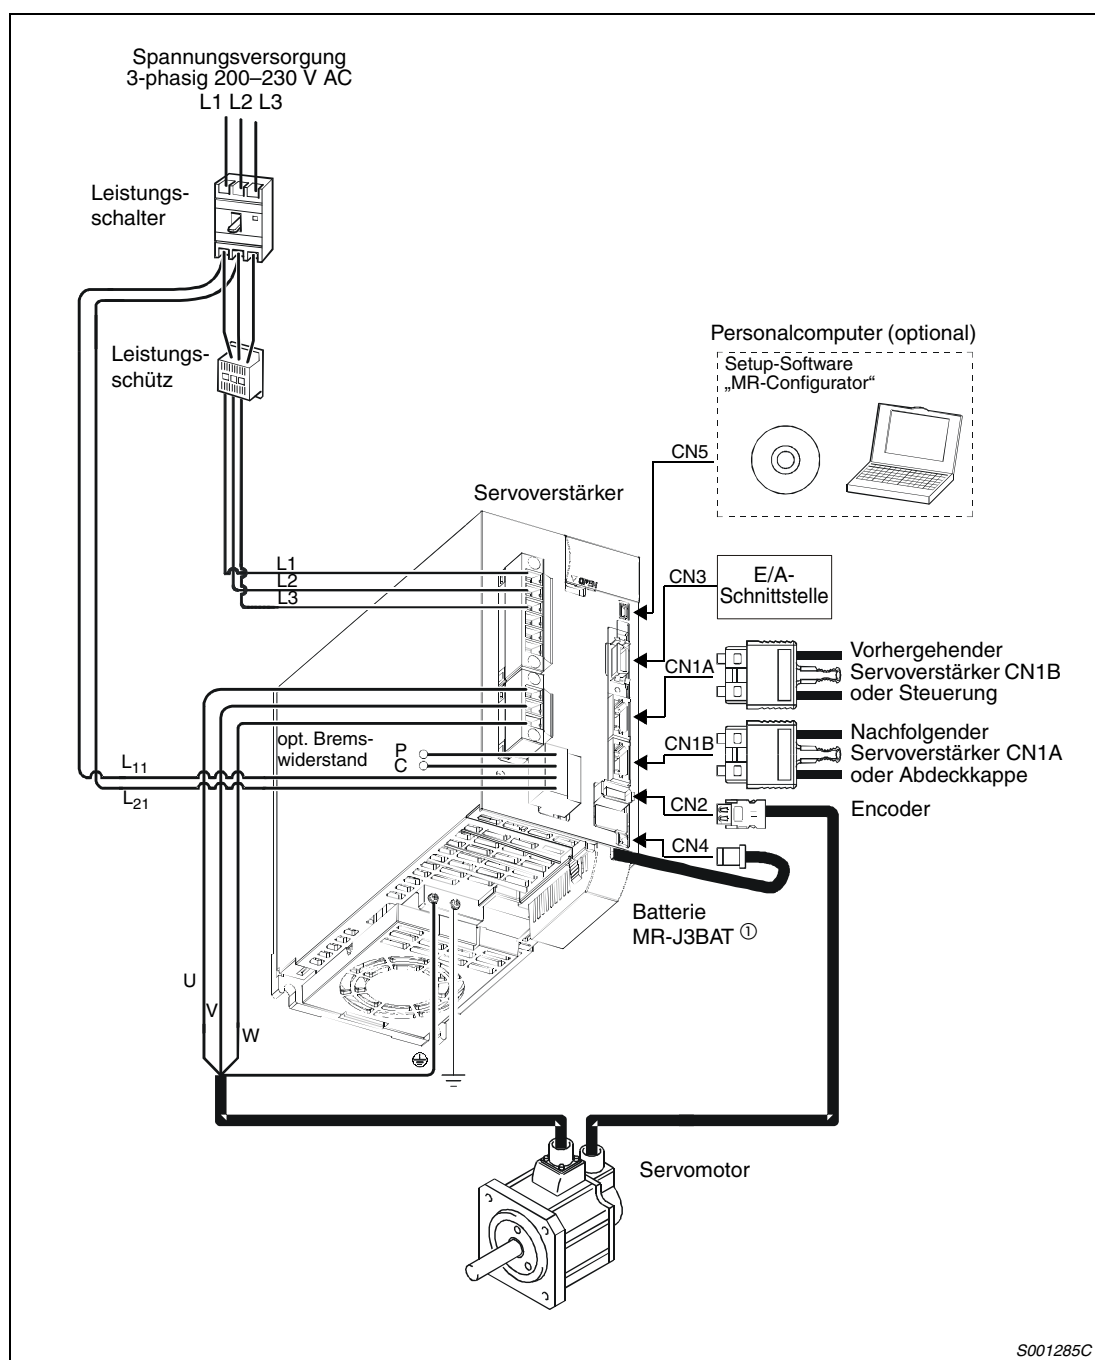 Spannungsversorgung
3-phasig 200–230 V AC
L1 L2 L3
Leistungs-
schalter
Leistungs-
schütz
Personalcomputer (optional)
Setup-Software
„MR-Configurator“
CN5
Servoverstärker
OPEN
L1
L2
L3
CN3
E/A-
Schnittstelle
CN1A
Vorhergehender
Servoverstärker CN1B
oder Steuerung
CN1B
Nachfolgender
Servoverstärker CN1A
oder Abdeckkappe
opt. Brems-
widerstand
P
C
L11
L21
CN2
Encoder
CN4
Batterie
MR-J3BAT ①
U
V
W
Servomotor
S001285C